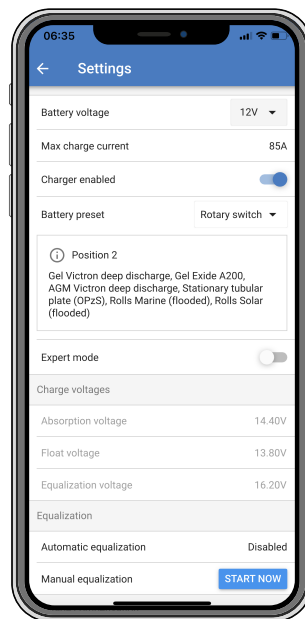 06:35
Settings
Battery voltage 12V
Max charge current 85A
Charger enabled
Battery preset Rotary switch
Position 2
Gel Victron deep discharge, Gel Exide A200,
AGM Victron deep discharge, Stationary tubular
plate (OPzS), Rolls Marine (flooded), Rolls Solar
(flooded)
Expert mode
Charge voltages
Absorption voltage 14.40V
Float voltage 13.80V
Equalization voltage 16.20V
Equalization
Automatic equalization Disabled
Manual equalization START NOW